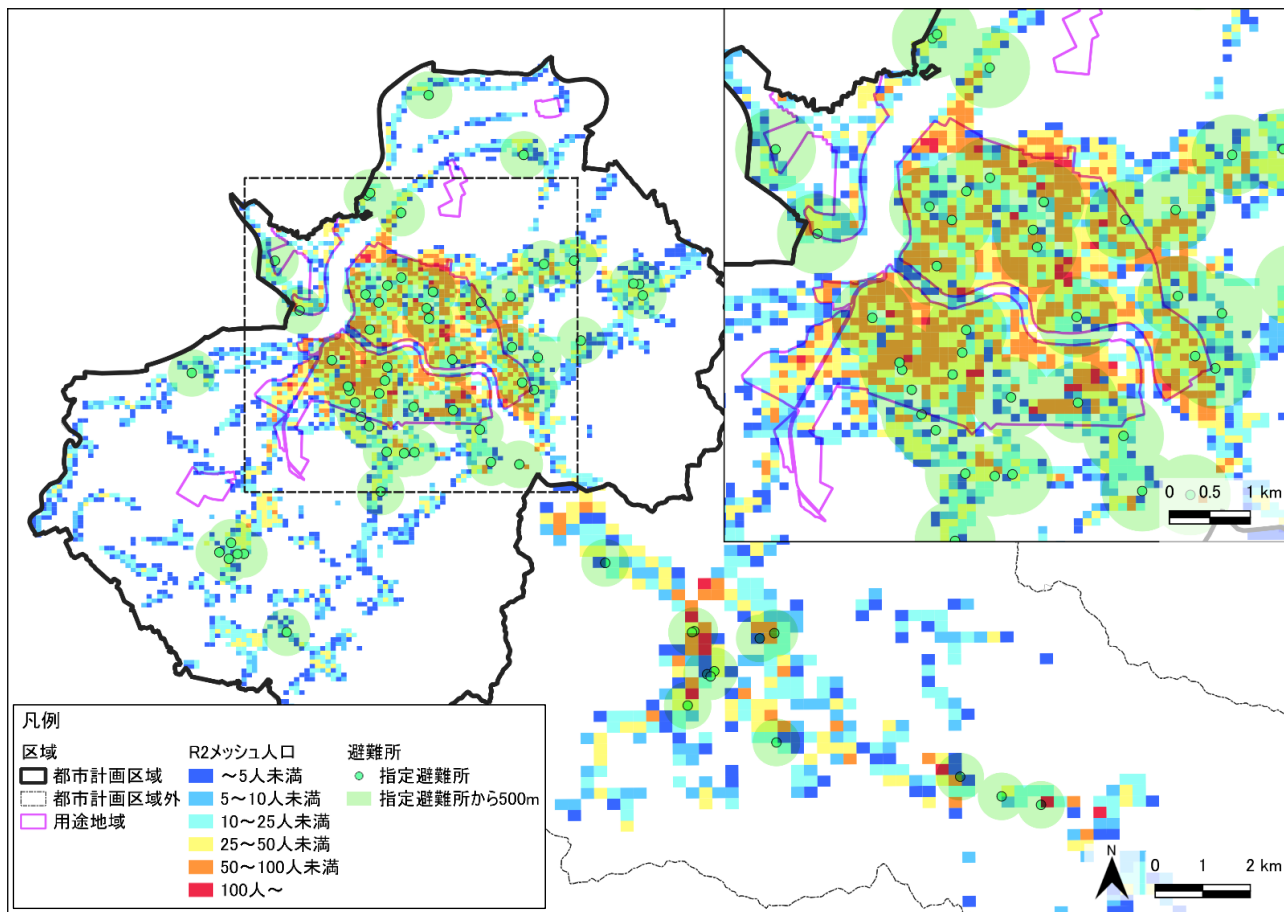 0 0.5 1 km
凡例
区域
都市計画区域
都市計画区域外
用途地域
R2メッシュ人口
～5人未満
5～10人未満
10～25人未満
25～50人未満
50～100人未満
100人～
避難所
指定避難所
指定避難所から500m
N
0 1 2 km